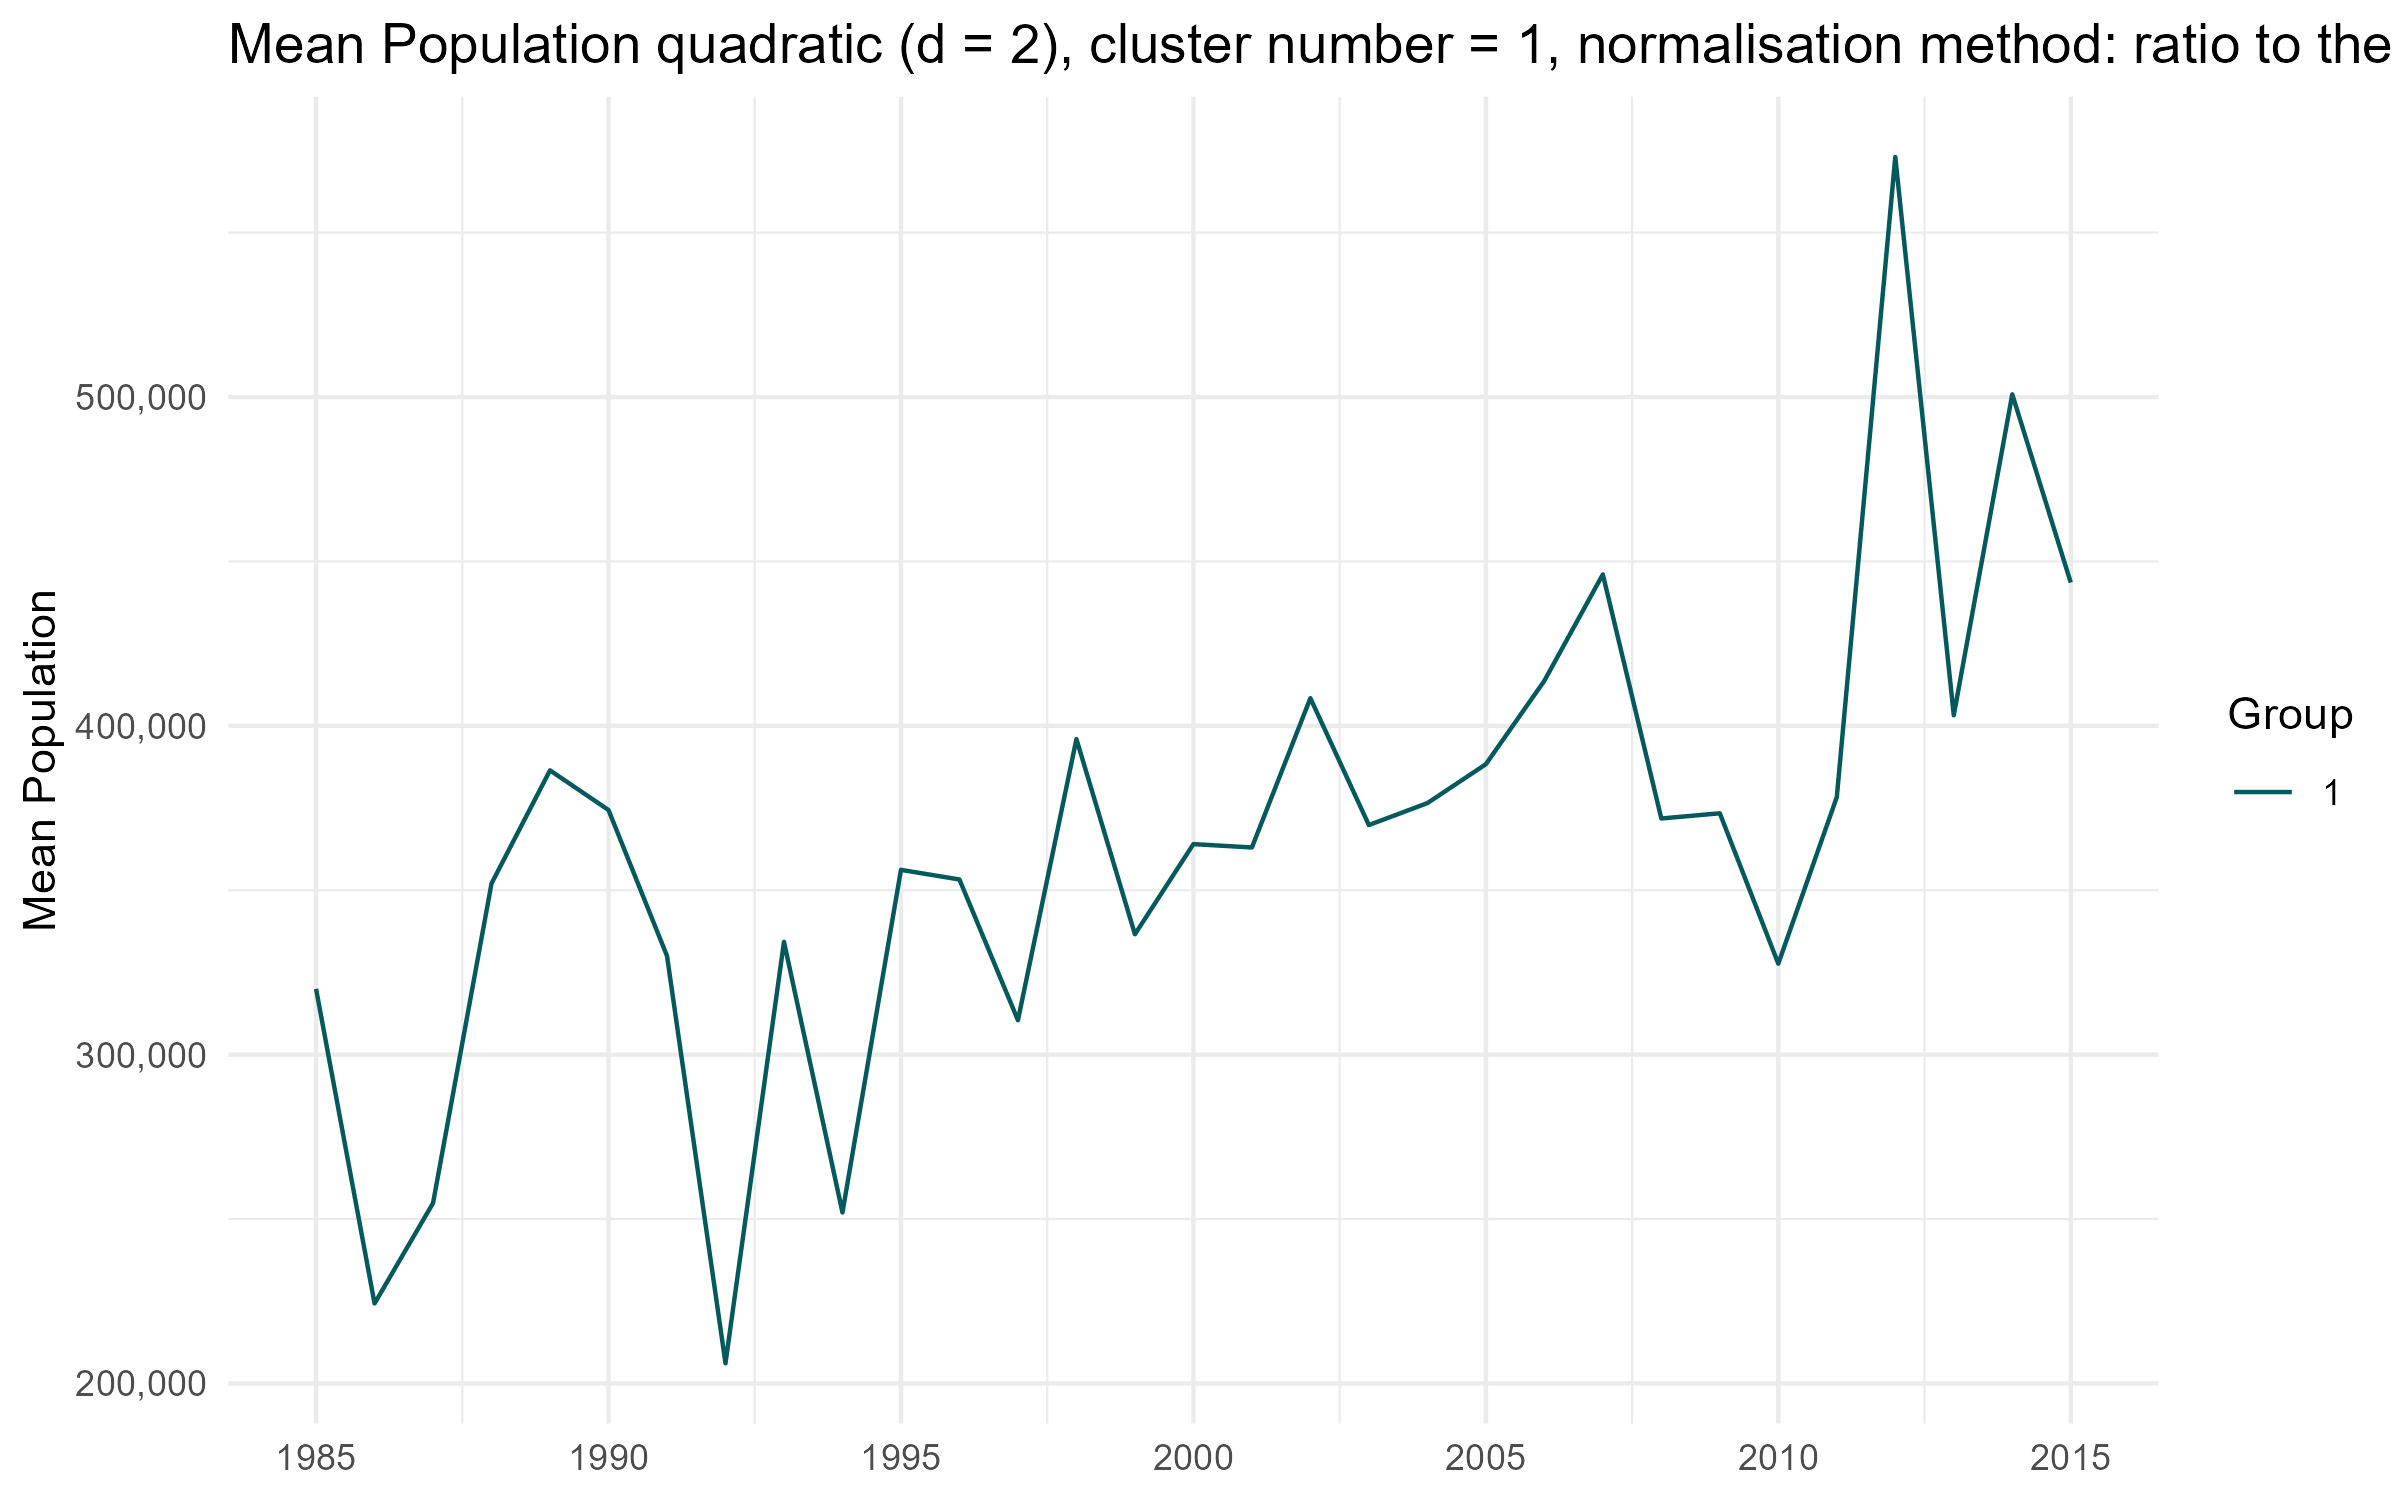 Mean Population quadratic (d = 2), cluster number = 1, normalisation method: ratio to the
Mean Population
500,000
400,000
300,000
200,000
1985 1990 1995 2000 2005 2010 2015
Group
1